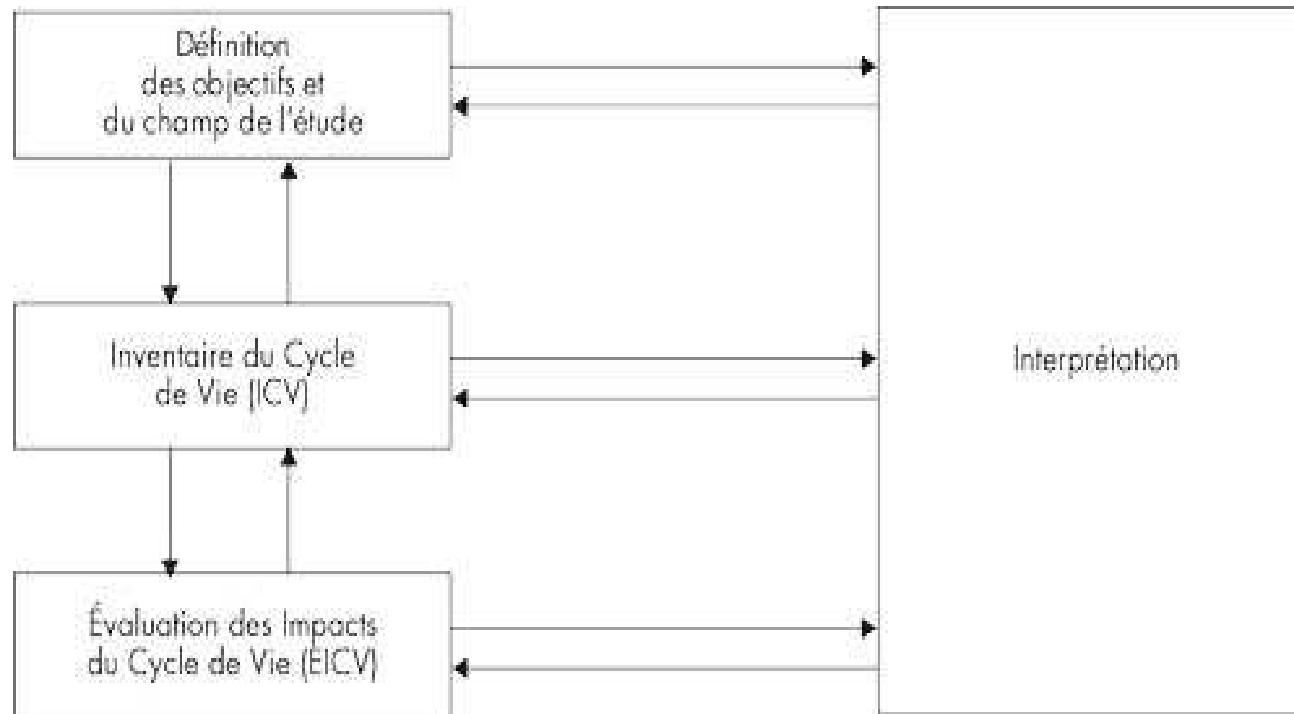 Définition
des objectifs et
du champ de l'étude
Inventaire du Cycle
de Vie (ICV)
Interprétation
Évaluation des Impacts
du Cycle de Vie (EICV)